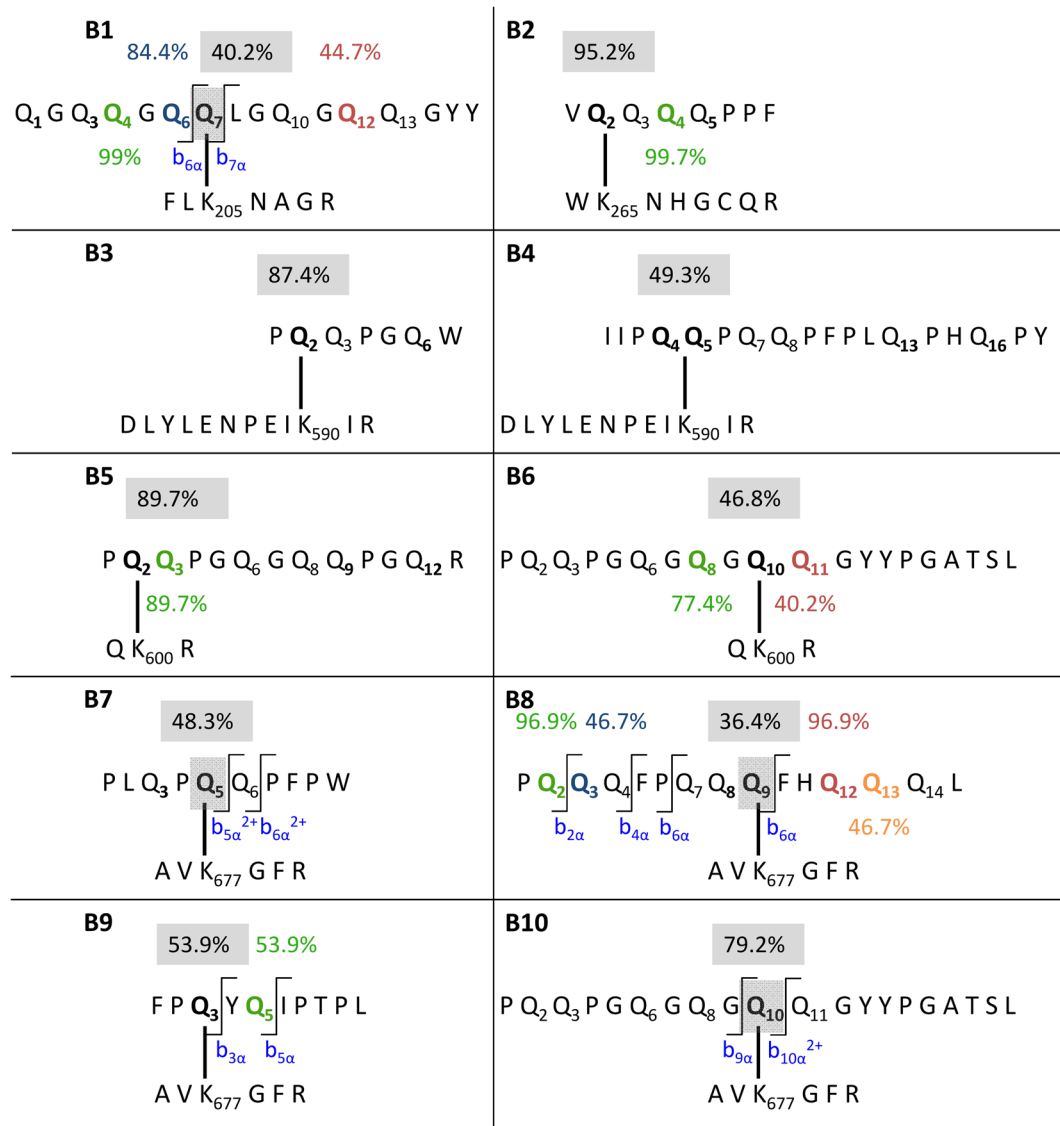 B1
84.4% 40.2% 44.7%
Q₁ G Q₃ Q₄ G Q₆ Q₇ L G Q₁₀ G Q₁₂ Q₁₃ G Y Y
99% b₆α b₇α
F L K₂₀₅ N A G R
B2
95.2%
V Q₂ Q₃ Q₄ Q₅ P P F
99.7%
W K₂₆₅ N H G C Q R
B3
87.4%
P Q₂ Q₃ P G Q₆ W
D L Y L E N P E I K₅₉₀ I R
B4
49.3%
I I P Q₄ Q₅ P Q₇ Q₈ P F P L Q₁₃ P H Q₁₆ P Y
D L Y L E N P E I K₅₉₀ I R
B5
89.7%
P Q₂ Q₃ P G Q₆ G Q₈ Q₉ P G Q₁₂ R
89.7%
Q K₆₀₀ R
B6
46.8%
P Q₂ Q₃ P G Q₆ G Q₈ G Q₁₀ Q₁₁ G Y Y P G A T S L
77.4% 40.2%
Q K₆₀₀ R
B7
48.3%
P L Q₃ P Q₅ Q₆ P F P W
b₅α²⁺ b₆α²⁺
A V K₆₇₇ G F R
B8
96.9% 46.7% 36.4% 96.9%
P Q₂ Q₃ Q₄ F P Q₇ Q₈ Q₉ F H Q₁₂ Q₁₃ Q₁₄ L
b₂α b₄α b₆α b₆α 46.7%
A V K₆₇₇ G F R
B9
53.9% 53.9%
F P Q₃ Y Q₅ I P T P L
b₃α b₅α
A V K₆₇₇ G F R
B10
79.2%
P Q₂ Q₃ P G Q₆ G Q₈ G Q₁₀ Q₁₁ G Y Y P G A T S L
b₉α b₁₀α²⁺
A V K₆₇₇ G F R